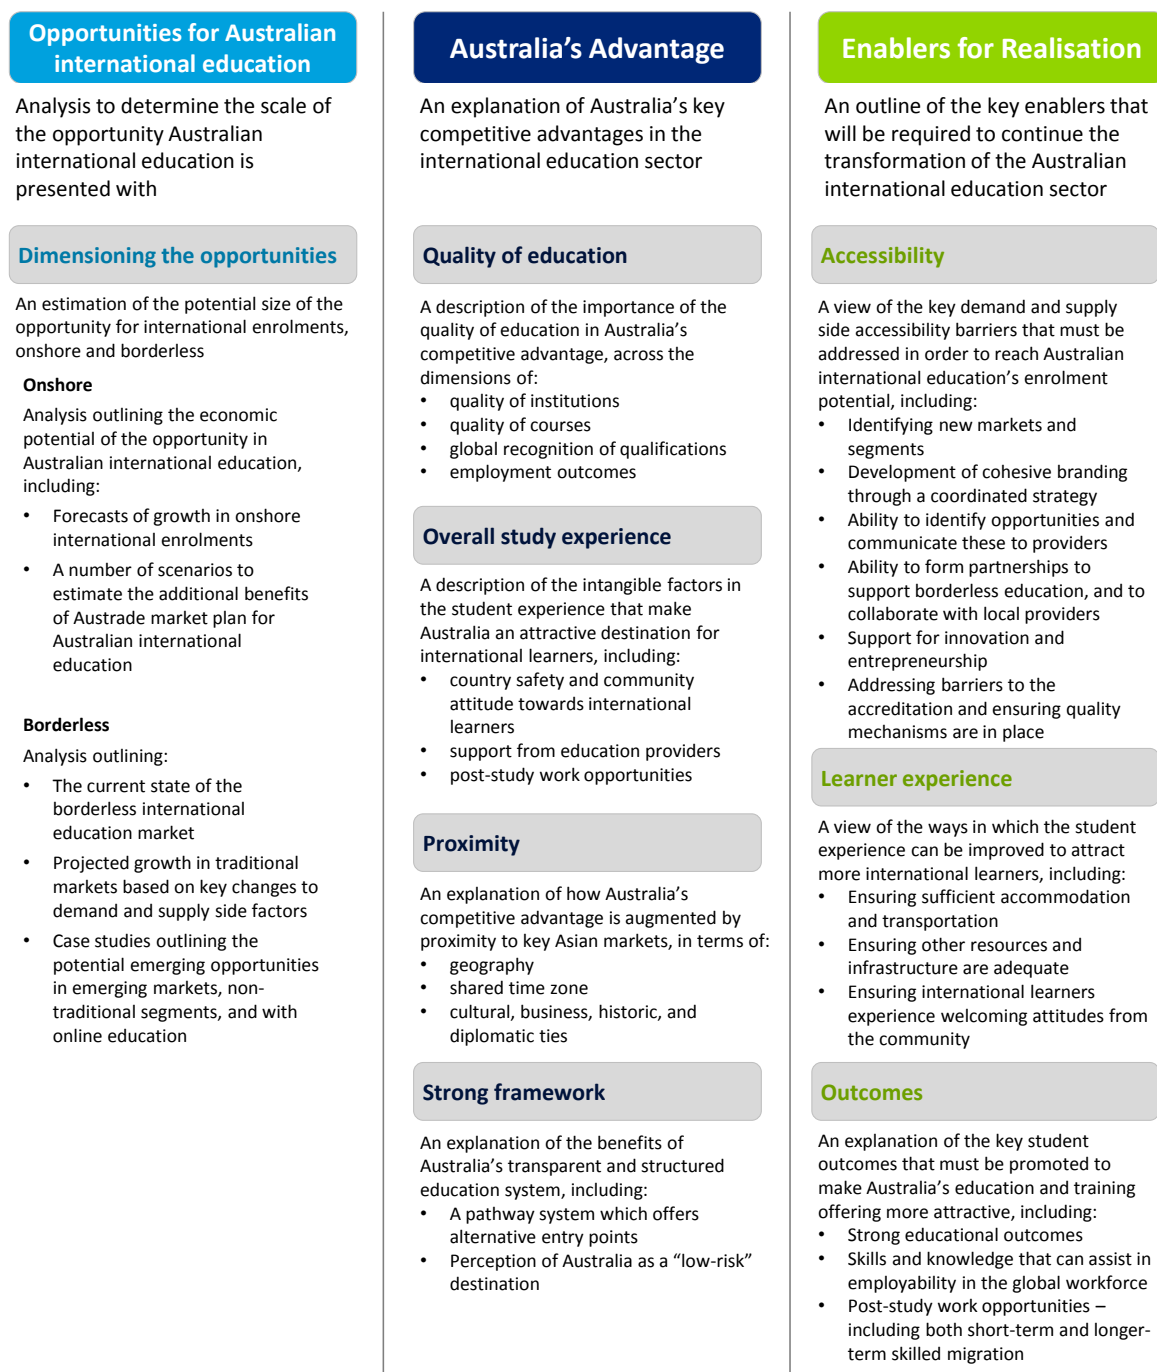 Opportunities for Australian
international education
Analysis to determine the scale of
the opportunity Australian
international education is
presented with
Dimensioning the opportunities
An estimation of the potential size of the
opportunity for international enrolments,
onshore and borderless
Onshore
Analysis outlining the economic
potential of the opportunity in
Australian international education,
including:
• Forecasts of growth in onshore
international enrolments
• A number of scenarios to
estimate the additional benefits
of Austrade market plan for
Australian international
education
Borderless
Analysis outlining:
• The current state of the
borderless international
education market
• Projected growth in traditional
markets based on key changes to
demand and supply side factors
• Case studies outlining the
potential emerging opportunities
in emerging markets, non-
traditional segments, and with
online education
Australia's Advantage
An explanation of Australia's key
competitive advantages in the
international education sector
Quality of education
A description of the importance of the
quality of education in Australia's
competitive advantage, across the
dimensions of:
• quality of institutions
• quality of courses
• global recognition of qualifications
• employment outcomes
Overall study experience
A description of the intangible factors in
the student experience that make
Australia an attractive destination for
international learners, including:
• country safety and community
attitude towards international
learners
• support from education providers
• post-study work opportunities
Proximity
An explanation of how Australia's
competitive advantage is augmented by
proximity to key Asian markets, in terms of:
• geography
• shared time zone
• cultural, business, historic, and
diplomatic ties
Strong framework
An explanation of the benefits of
Australia's transparent and structured
education system, including:
• A pathway system which offers
alternative entry points
• Perception of Australia as a "low-risk"
destination
Enablers for Realisation
An outline of the key enablers that
will be required to continue the
transformation of the Australian
international education sector
Accessibility
A view of the key demand and supply
side accessibility barriers that must be
addressed in order to reach Australian
international education's enrolment
potential, including:
• Identifying new markets and
segments
• Development of cohesive branding
through a coordinated strategy
• Ability to identify opportunities and
communicate these to providers
• Ability to form partnerships to
support borderless education, and to
collaborate with local providers
• Support for innovation and
entrepreneurship
• Addressing barriers to the
accreditation and ensuring quality
mechanisms are in place
Learner experience
A view of the ways in which the student
experience can be improved to attract
more international learners, including:
• Ensuring sufficient accommodation
and transportation
• Ensuring other resources and
infrastructure are adequate
• Ensuring international learners
experience welcoming attitudes from
the community
Outcomes
An explanation of the key student
outcomes that must be promoted to
make Australia's education and training
offering more attractive, including:
• Strong educational outcomes
• Skills and knowledge that can assist in
employability in the global workforce
• Post-study work opportunities –
including both short-term and longer-
term skilled migration